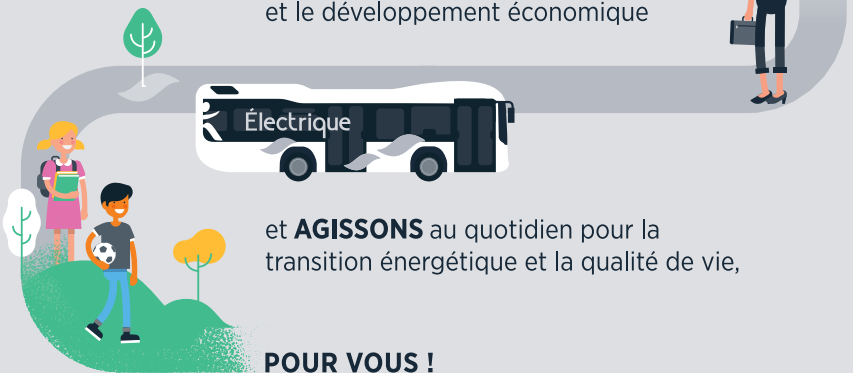 et le développement économique
Électrique
et AGISSONS au quotidien pour la
transition énergétique et la qualité de vie,
POUR VOUS !